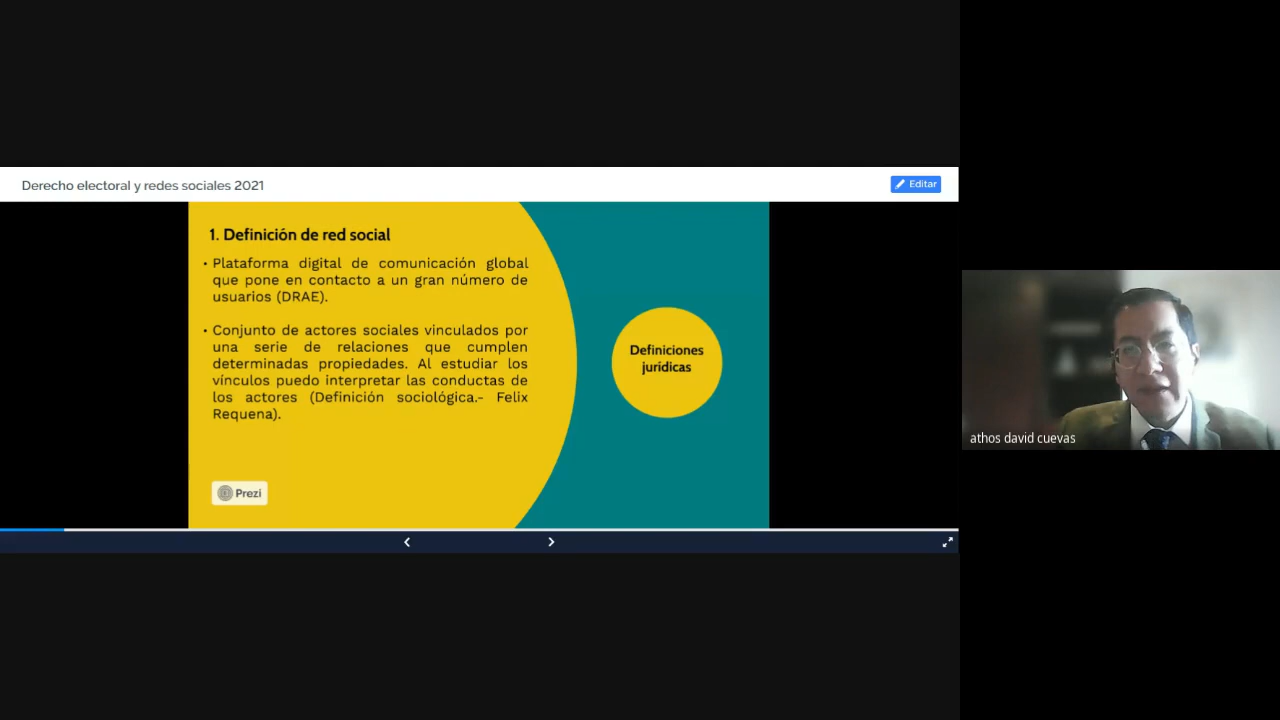 Derecho electoral y redes sociales 2021
Editar
1. Definición de red social
• Plataforma digital de comunicación global
que pone en contacto a un gran número de
usuarios (DRAE).
• Conjunto de actores sociales vinculados por
una serie de relaciones que cumplen
determinadas propiedades. Al estudiar los
vínculos puedo interpretar las conductas de
los actores (Definición sociológica.- Felix
Requena).
Definiciones
jurídicas
Prezi
athos david cuevas